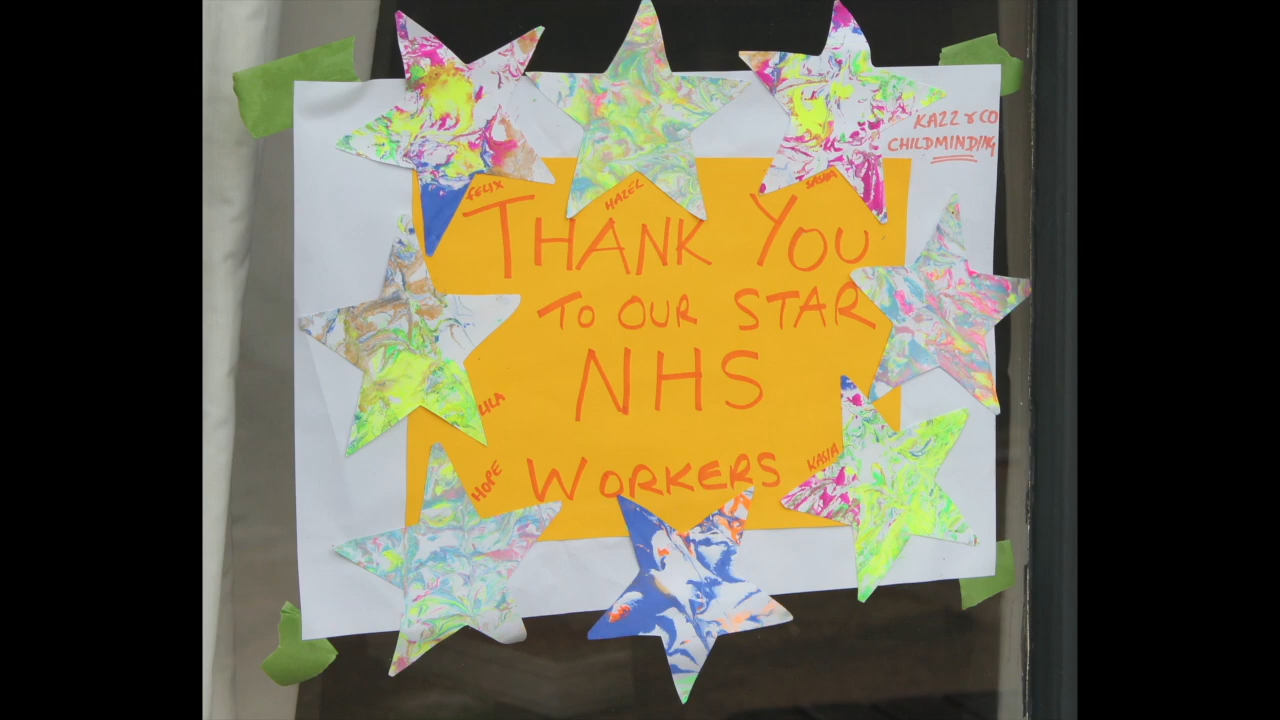 KAZZ & CO
CHILDMINDING
FELIX
HAZEL
SASHA
THANK YOU
TO OUR STAR
NHS
WORKERS
LILA
HOPE
KASIA